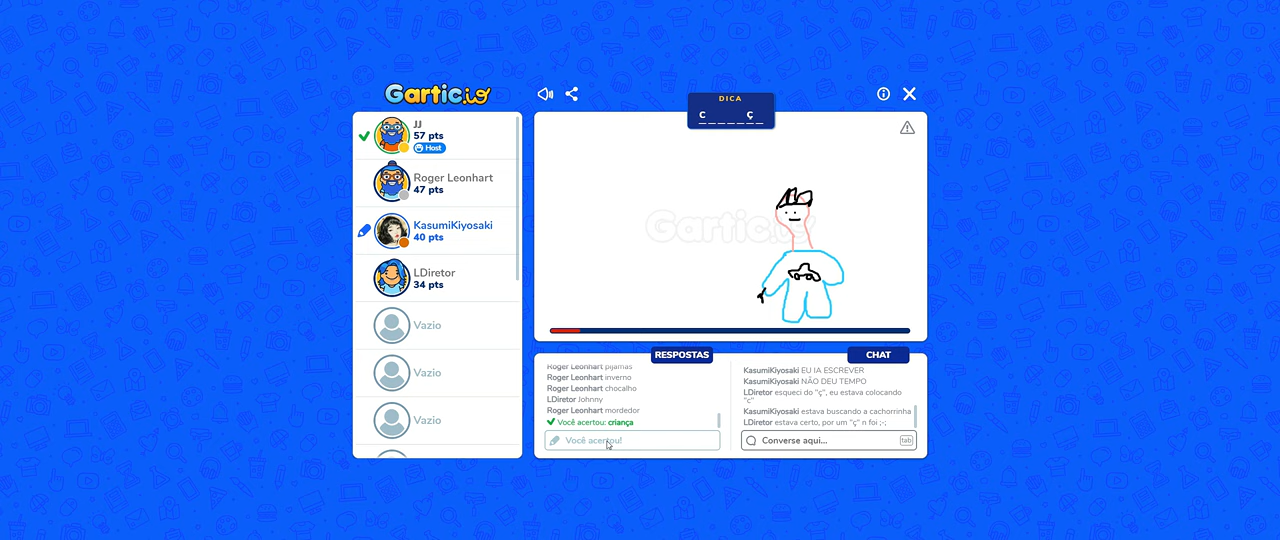 Gartic.io
DICA
C _ _ _ _ Ç _
JJ
57 pts
Host
Roger Leonhart
47 pts
KasumiKiyosaki
40 pts
LDiretor
34 pts
Vazio
Vazio
Vazio
Gartic.io
RESPOSTAS
Roger Leonhart pijamas
Roger Leonhart inverno
Roger Leonhart chocalho
LDiretor Johnny
Roger Leonhart mordedor
Você acertou: criança
Você acertou!
CHAT
KasumiKiyosaki EU IA ESCREVER
KasumiKiyosaki NÃO DEU TEMPO
LDiretor esqueci do "ç", eu estava colocando
"c"
KasumiKiyosaki estava buscando a cachorrinha
LDiretor estava certo, por um "ç" n foi ;-;
Converse aqui...
tab